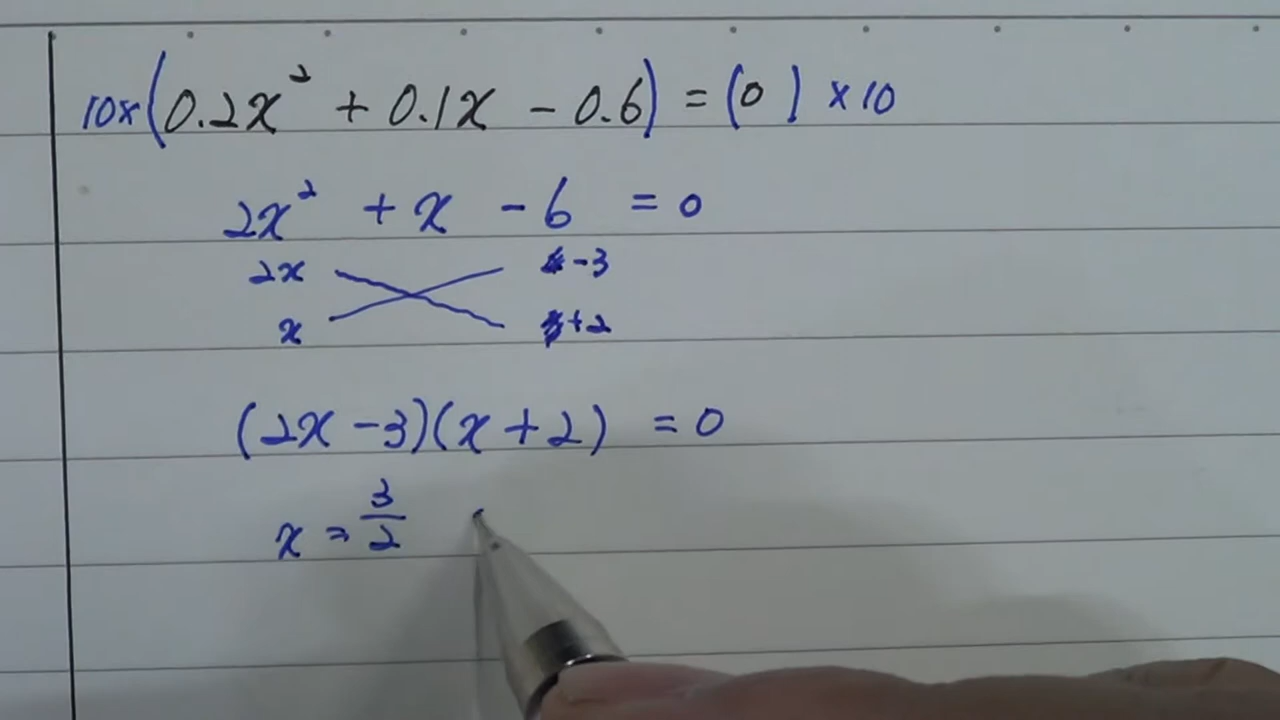 10x(0.2x² + 0.1x - 0.6) = (0) × 10
2x² + x - 6 = 0
2x -3
x +2
(2x - 3)(x + 2) = 0
x = 3/2